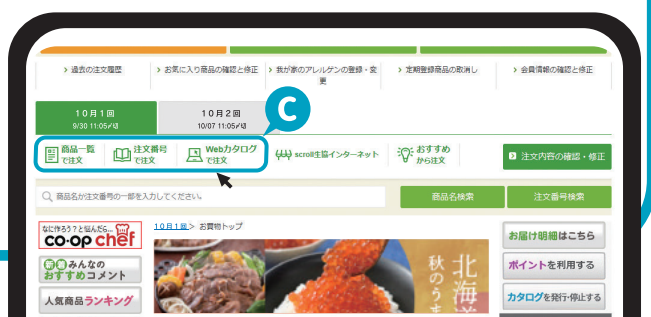 > 過去の注文履歴
> お気に入り商品の確認と修正
> 我が家のアレルゲンの登録・変更
> 定期登録商品の取消し
> 会員情報の確認と修正
10月1回
9/30 11:05〆切
10月2回
10/07 11:05〆切
C
商品一覧
で注文
注文番号
で注文
Webカタログ
で注文
scroll生協インターネット
おすすめ
から注文
注文内容の確認・修正
商品名か注文番号の一部を入力してください。
商品名検索
注文番号検索
なに作ろう?と悩んだら…
co·op chef
10月1回> お買物トップ
お届け明細はこちら
新着みんなの
おすすめコメント
ポイントを利用する
人気商品ランキング
カタログを発行・停止する
北海道
秋のうま